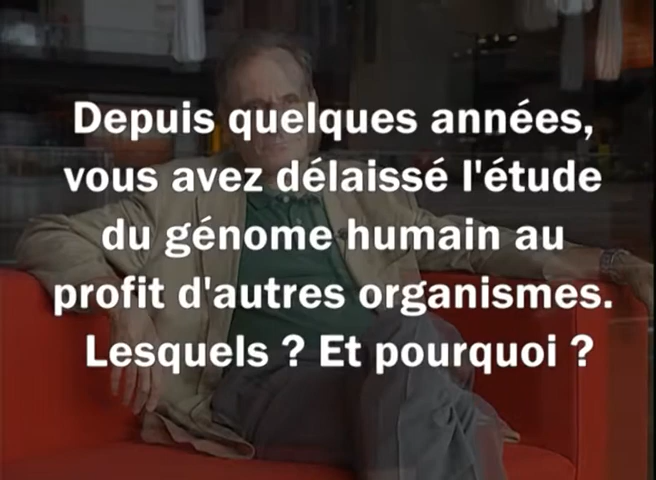 Depuis quelques années,
vous avez délaissé l'étude
du génome humain au
profit d'autres organismes.
Lesquels ? Et pourquoi ?